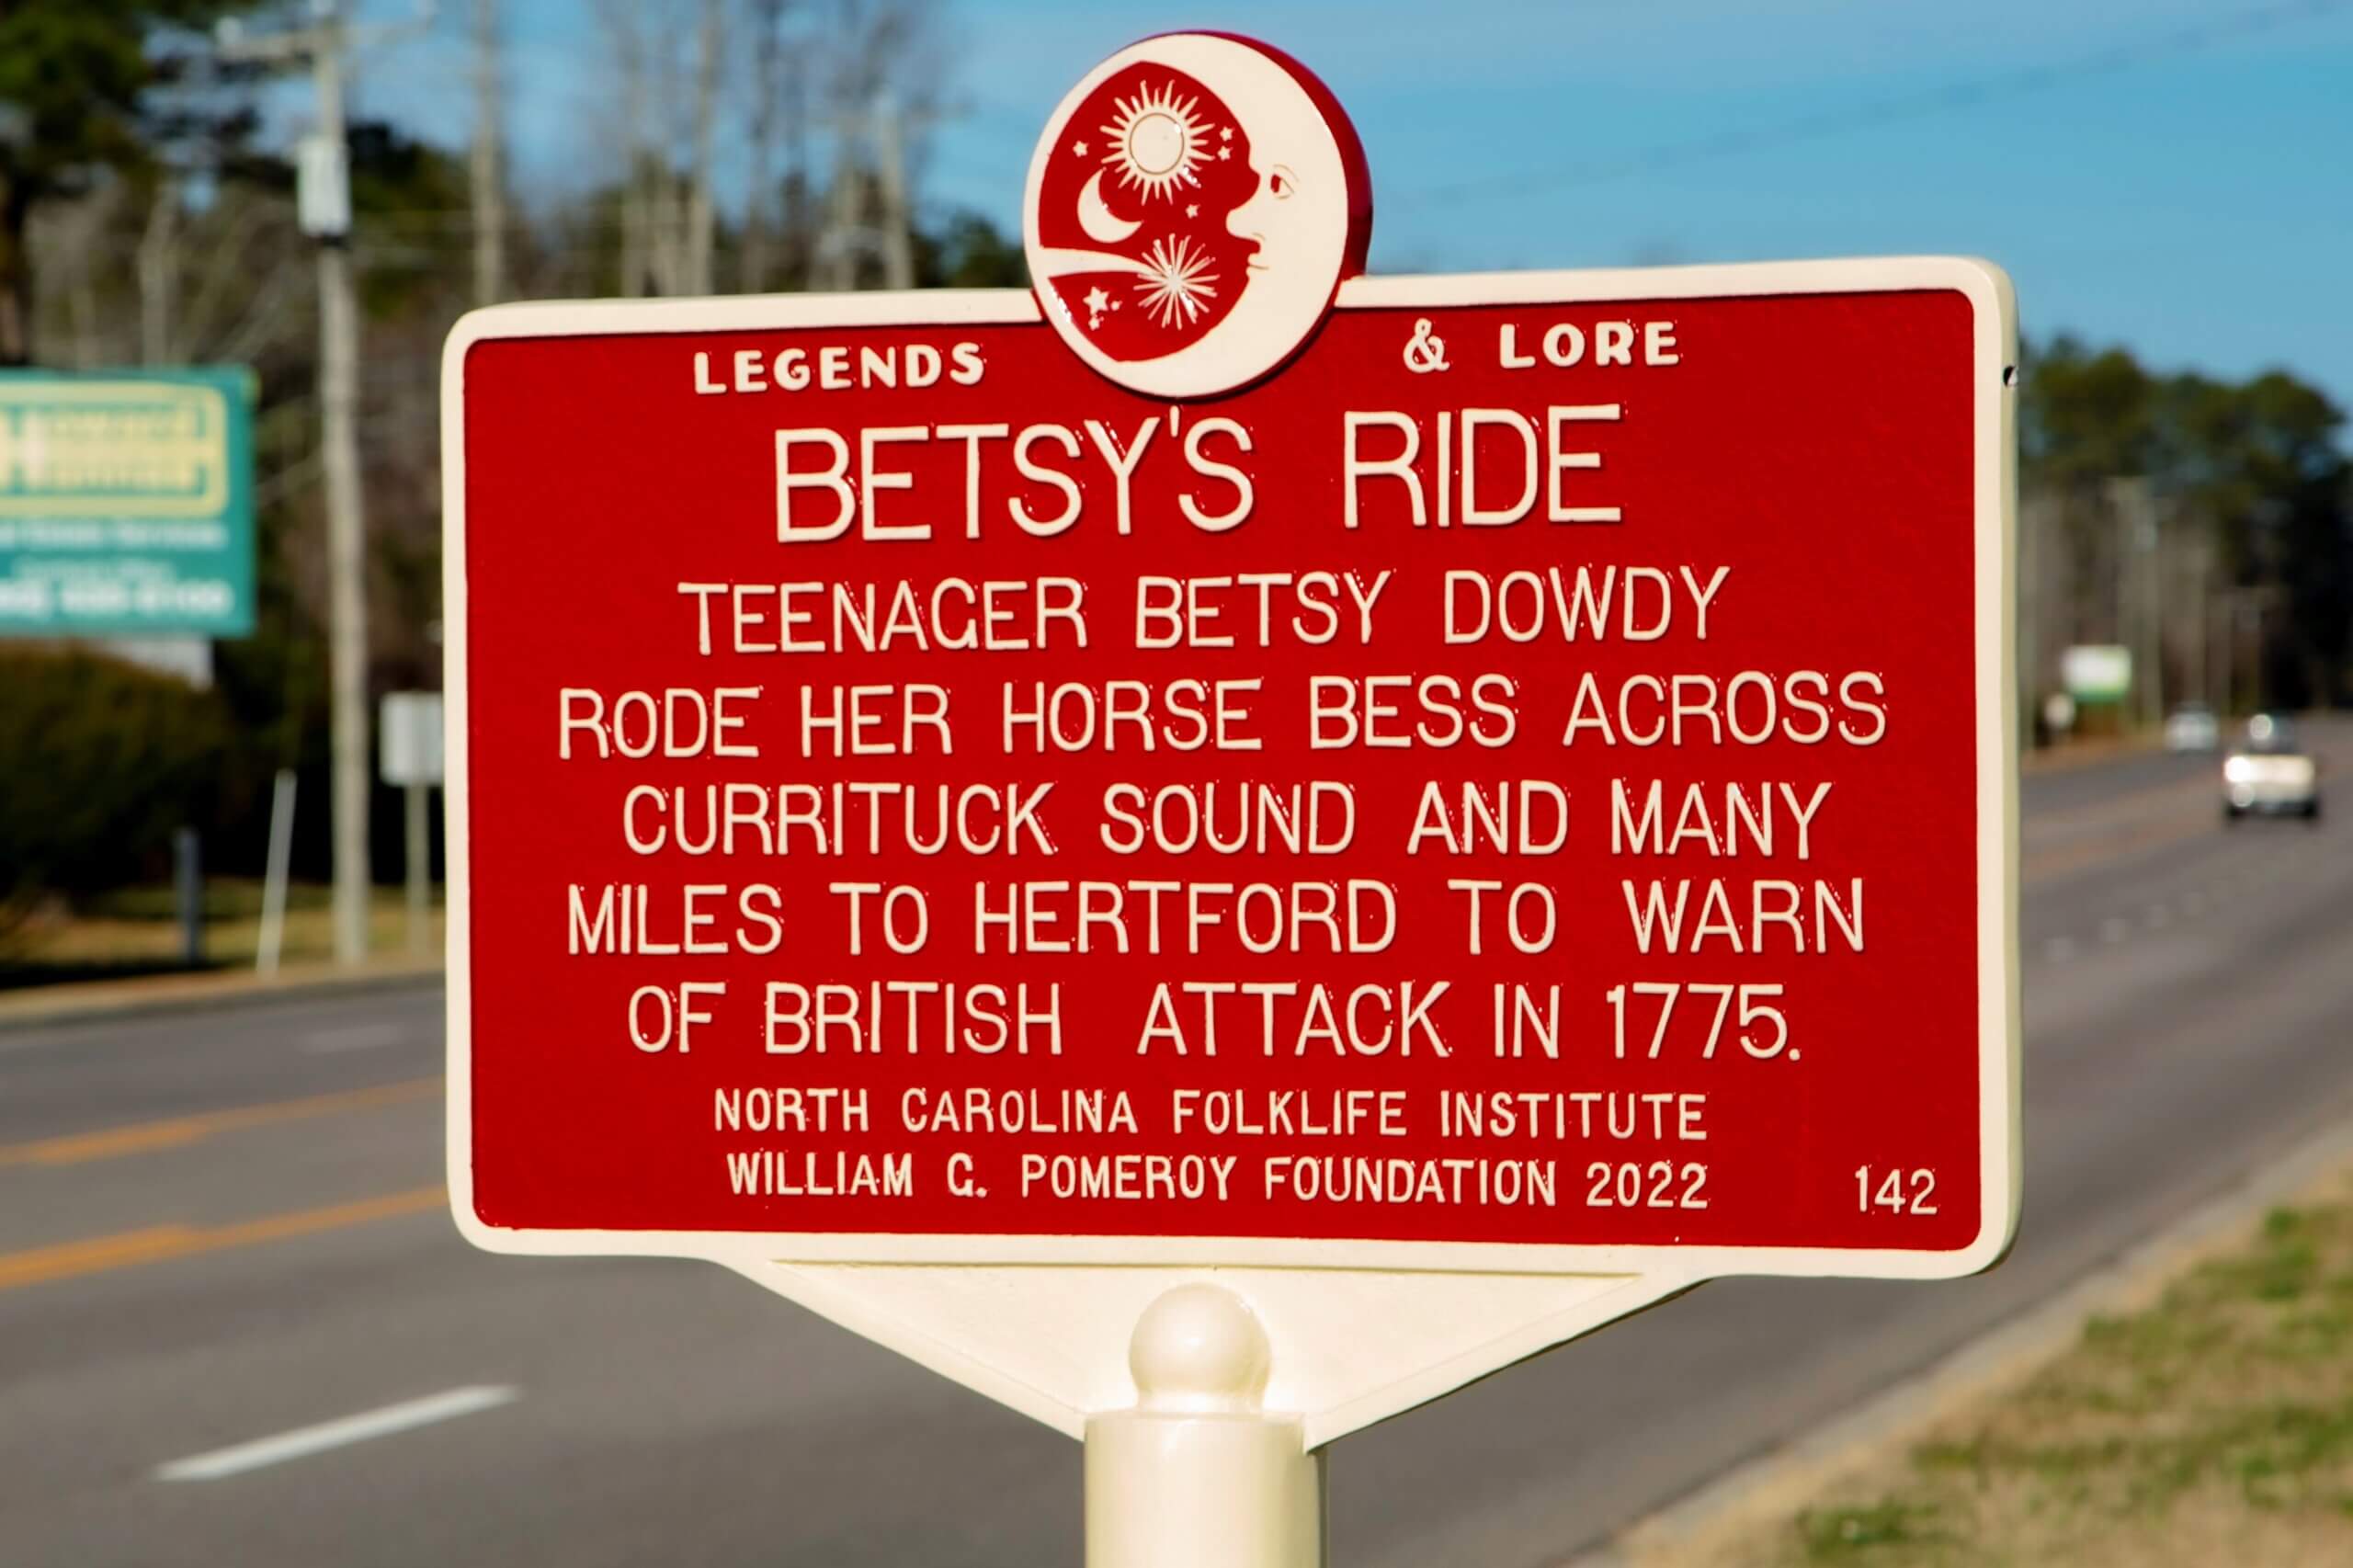 LEGENDS & LORE
BETSY'S RIDE
TEENAGER BETSY DOWDY
RODE HER HORSE BESS ACROSS
CURRITUCK SOUND AND MANY
MILES TO HERTFORD TO WARN
OF BRITISH ATTACK IN 1775.
NORTH CAROLINA FOLKLIFE INSTITUTE
WILLIAM G. POMEROY FOUNDATION 2022
142